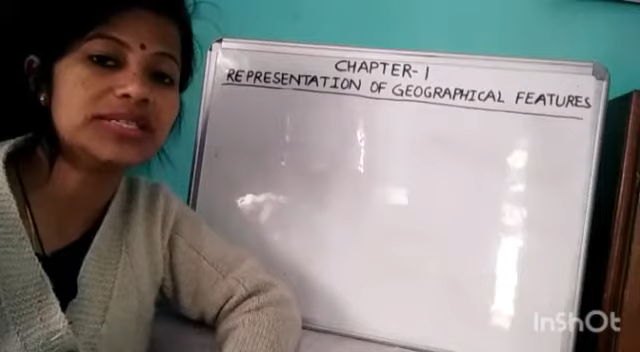 CHAPTER-1
REPRESENTATION OF GEOGRAPHICAL FEATURES
InShOt